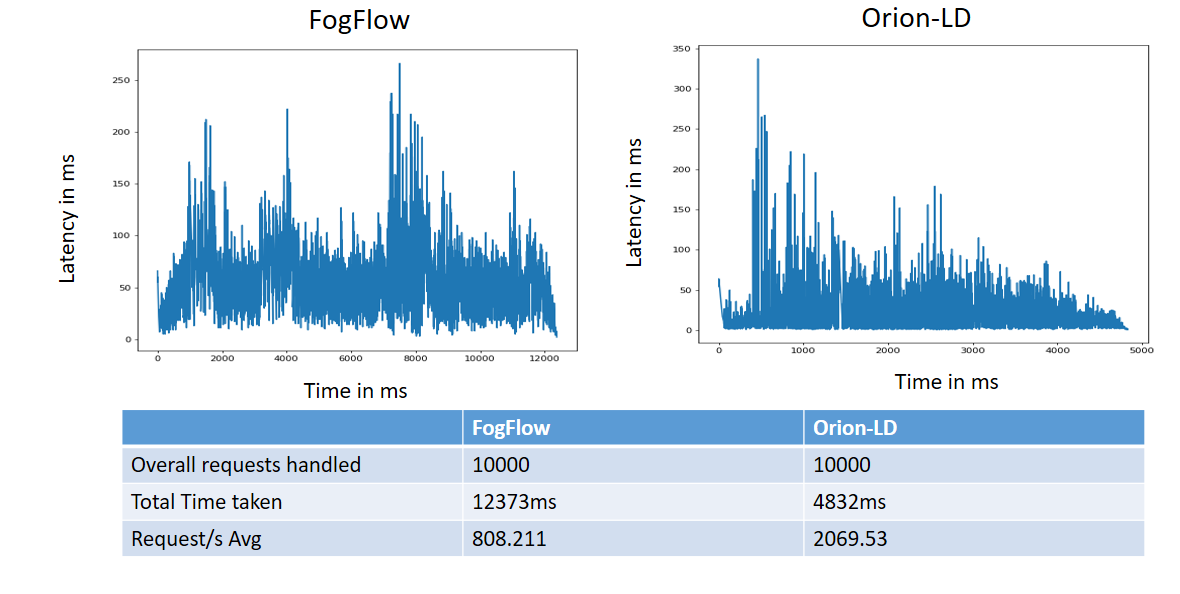 FogFlow
Orion-LD
Latency in ms
250
200
150
100
50
0
0 2000 4000 6000 8000 10000 12000
Time in ms
Latency in ms
350
300
250
200
150
100
50
0
0 1000 2000 3000 4000 5000
Time in ms
FogFlow Orion-LD
Overall requests handled 10000 10000
Total Time taken 12373ms 4832ms
Request/s Avg 808.211 2069.53